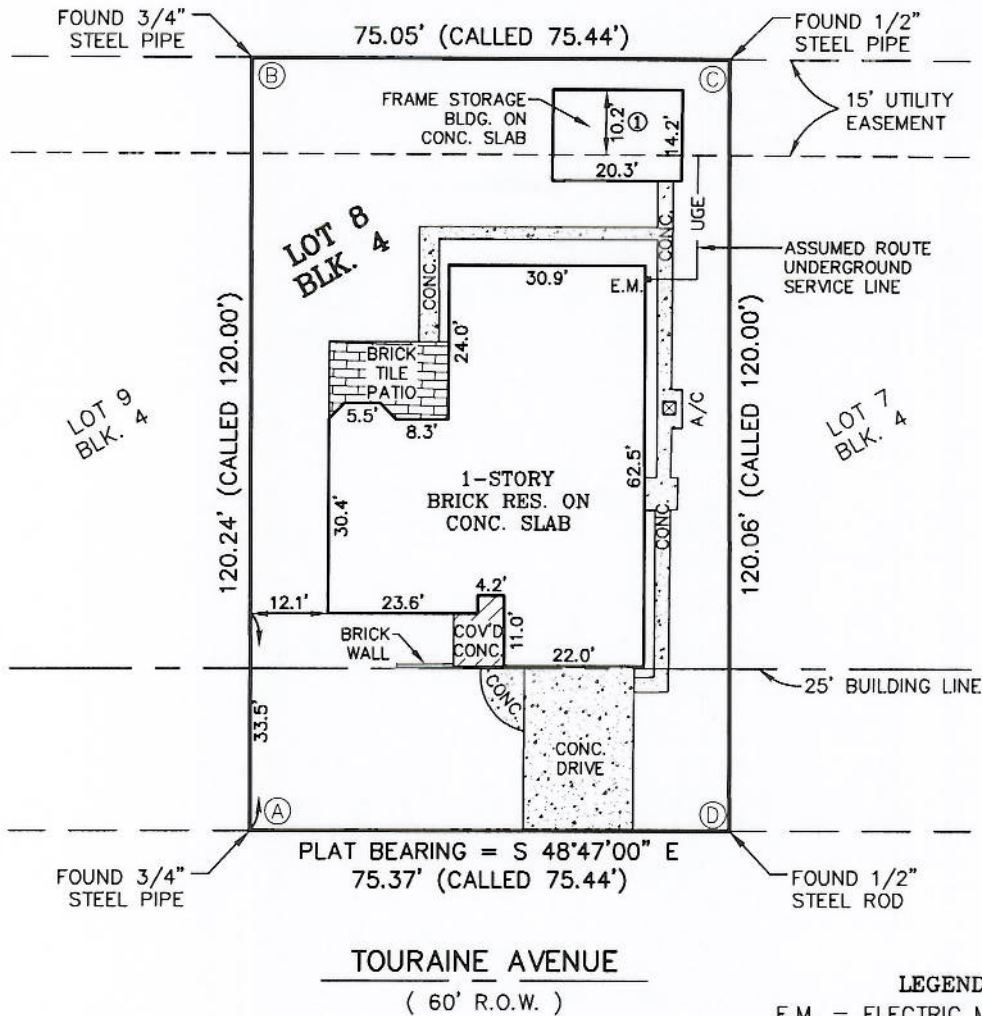 FOUND 3/4"
STEEL PIPE
75.05' (CALLED 75.44')
FOUND 1/2"
STEEL PIPE
B
C
FRAME STORAGE
BLDG. ON
CONC. SLAB
10.2'
1
14.2'
20.3'
15' UTILITY
EASEMENT
LOT 8
BLK. 4
UGE
CONC.
CONC.
30.9'
E.M.
ASSUMED ROUTE
UNDERGROUND
SERVICE LINE
24.0'
BRICK
TILE
PATIO
5.5'
8.3'
A/C
LOT 9
BLK. 4
LOT 7
BLK. 4
120.24' (CALLED 120.00')
120.06' (CALLED 120.00')
30.4'
1-STORY
BRICK RES. ON
CONC. SLAB
62.5'
CONC.
12.1'
23.6'
4.2'
BRICK
WALL
COV'D
CONC.
11.0'
22.0'
25' BUILDING LINE
33.5'
CONC.
CONC.
DRIVE
A
D
PLAT BEARING = S 48°47'00" E
75.37' (CALLED 75.44')
FOUND 3/4"
STEEL PIPE
FOUND 1/2"
STEEL ROD
TOURAINE AVENUE
( 60' R.O.W. )
LEGEND
E.M. = ELECTRIC M